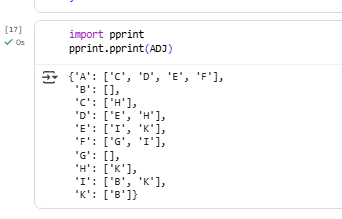 [17]
✓ 0s
import pprint
pprint.pprint(ADJ)
{'A': ['C', 'D', 'E', 'F'],
 'B': [],
 'C': ['H'],
 'D': ['E', 'H'],
 'E': ['I', 'K'],
 'F': ['G', 'I'],
 'G': [],
 'H': ['K'],
 'I': ['B', 'K'],
 'K': ['B']}